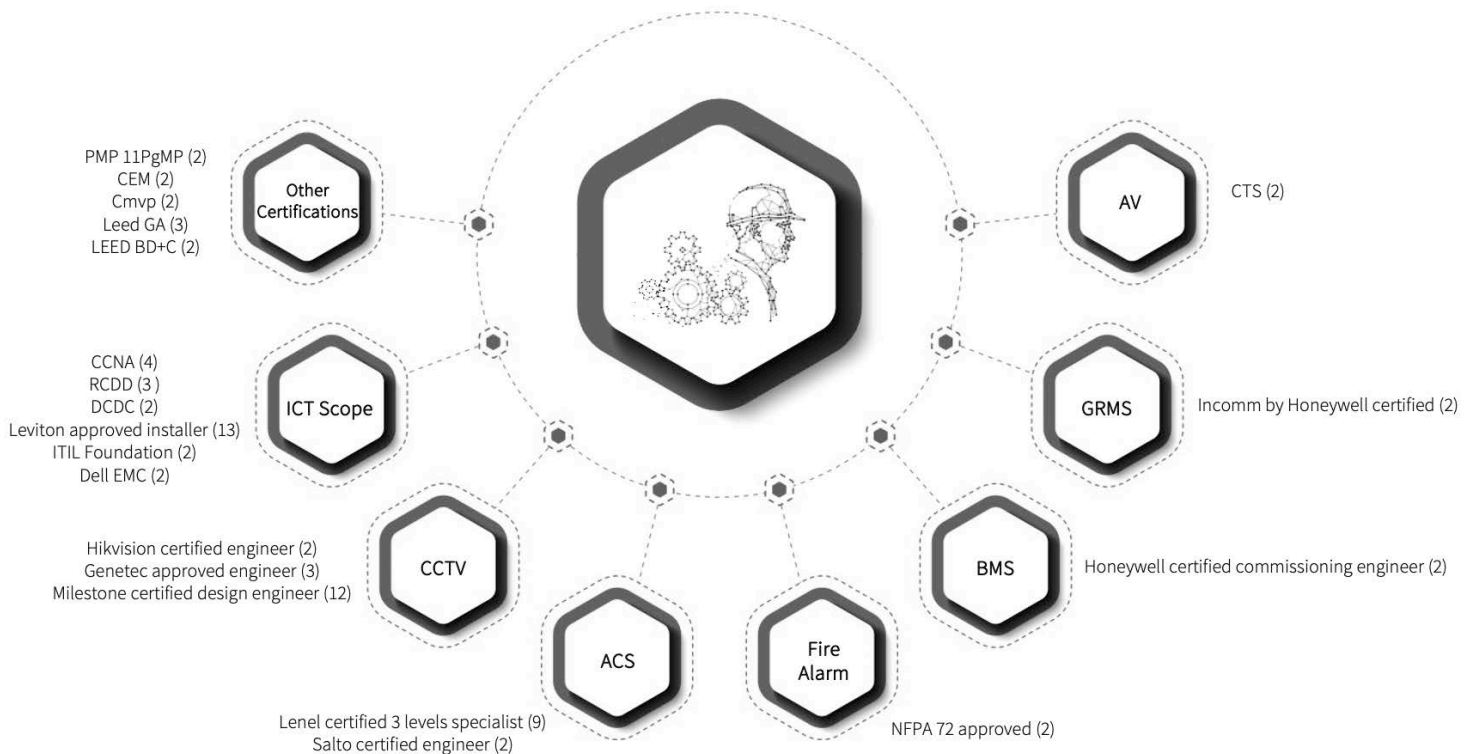 PMP 11PgMP (2)
CEM (2)
Cmvp (2)
Leed GA (3)
LEED BD+C (2)
Other
Certifications
AV
CTS (2)
CCNA (4)
RCDD (3 )
DCDC (2)
Leviton approved installer (13)
ITIL Foundation (2)
Dell EMC (2)
ICT Scope
GRMS
Incomm by Honeywell certified (2)
Hikvision certified engineer (2)
Genetec approved engineer (3)
Milestone certified design engineer (12)
CCTV
BMS
Honeywell certified commissioning engineer (2)
ACS
Lenel certified 3 levels specialist (9)
Salto certified engineer (2)
Fire
Alarm
NFPA 72 approved (2)